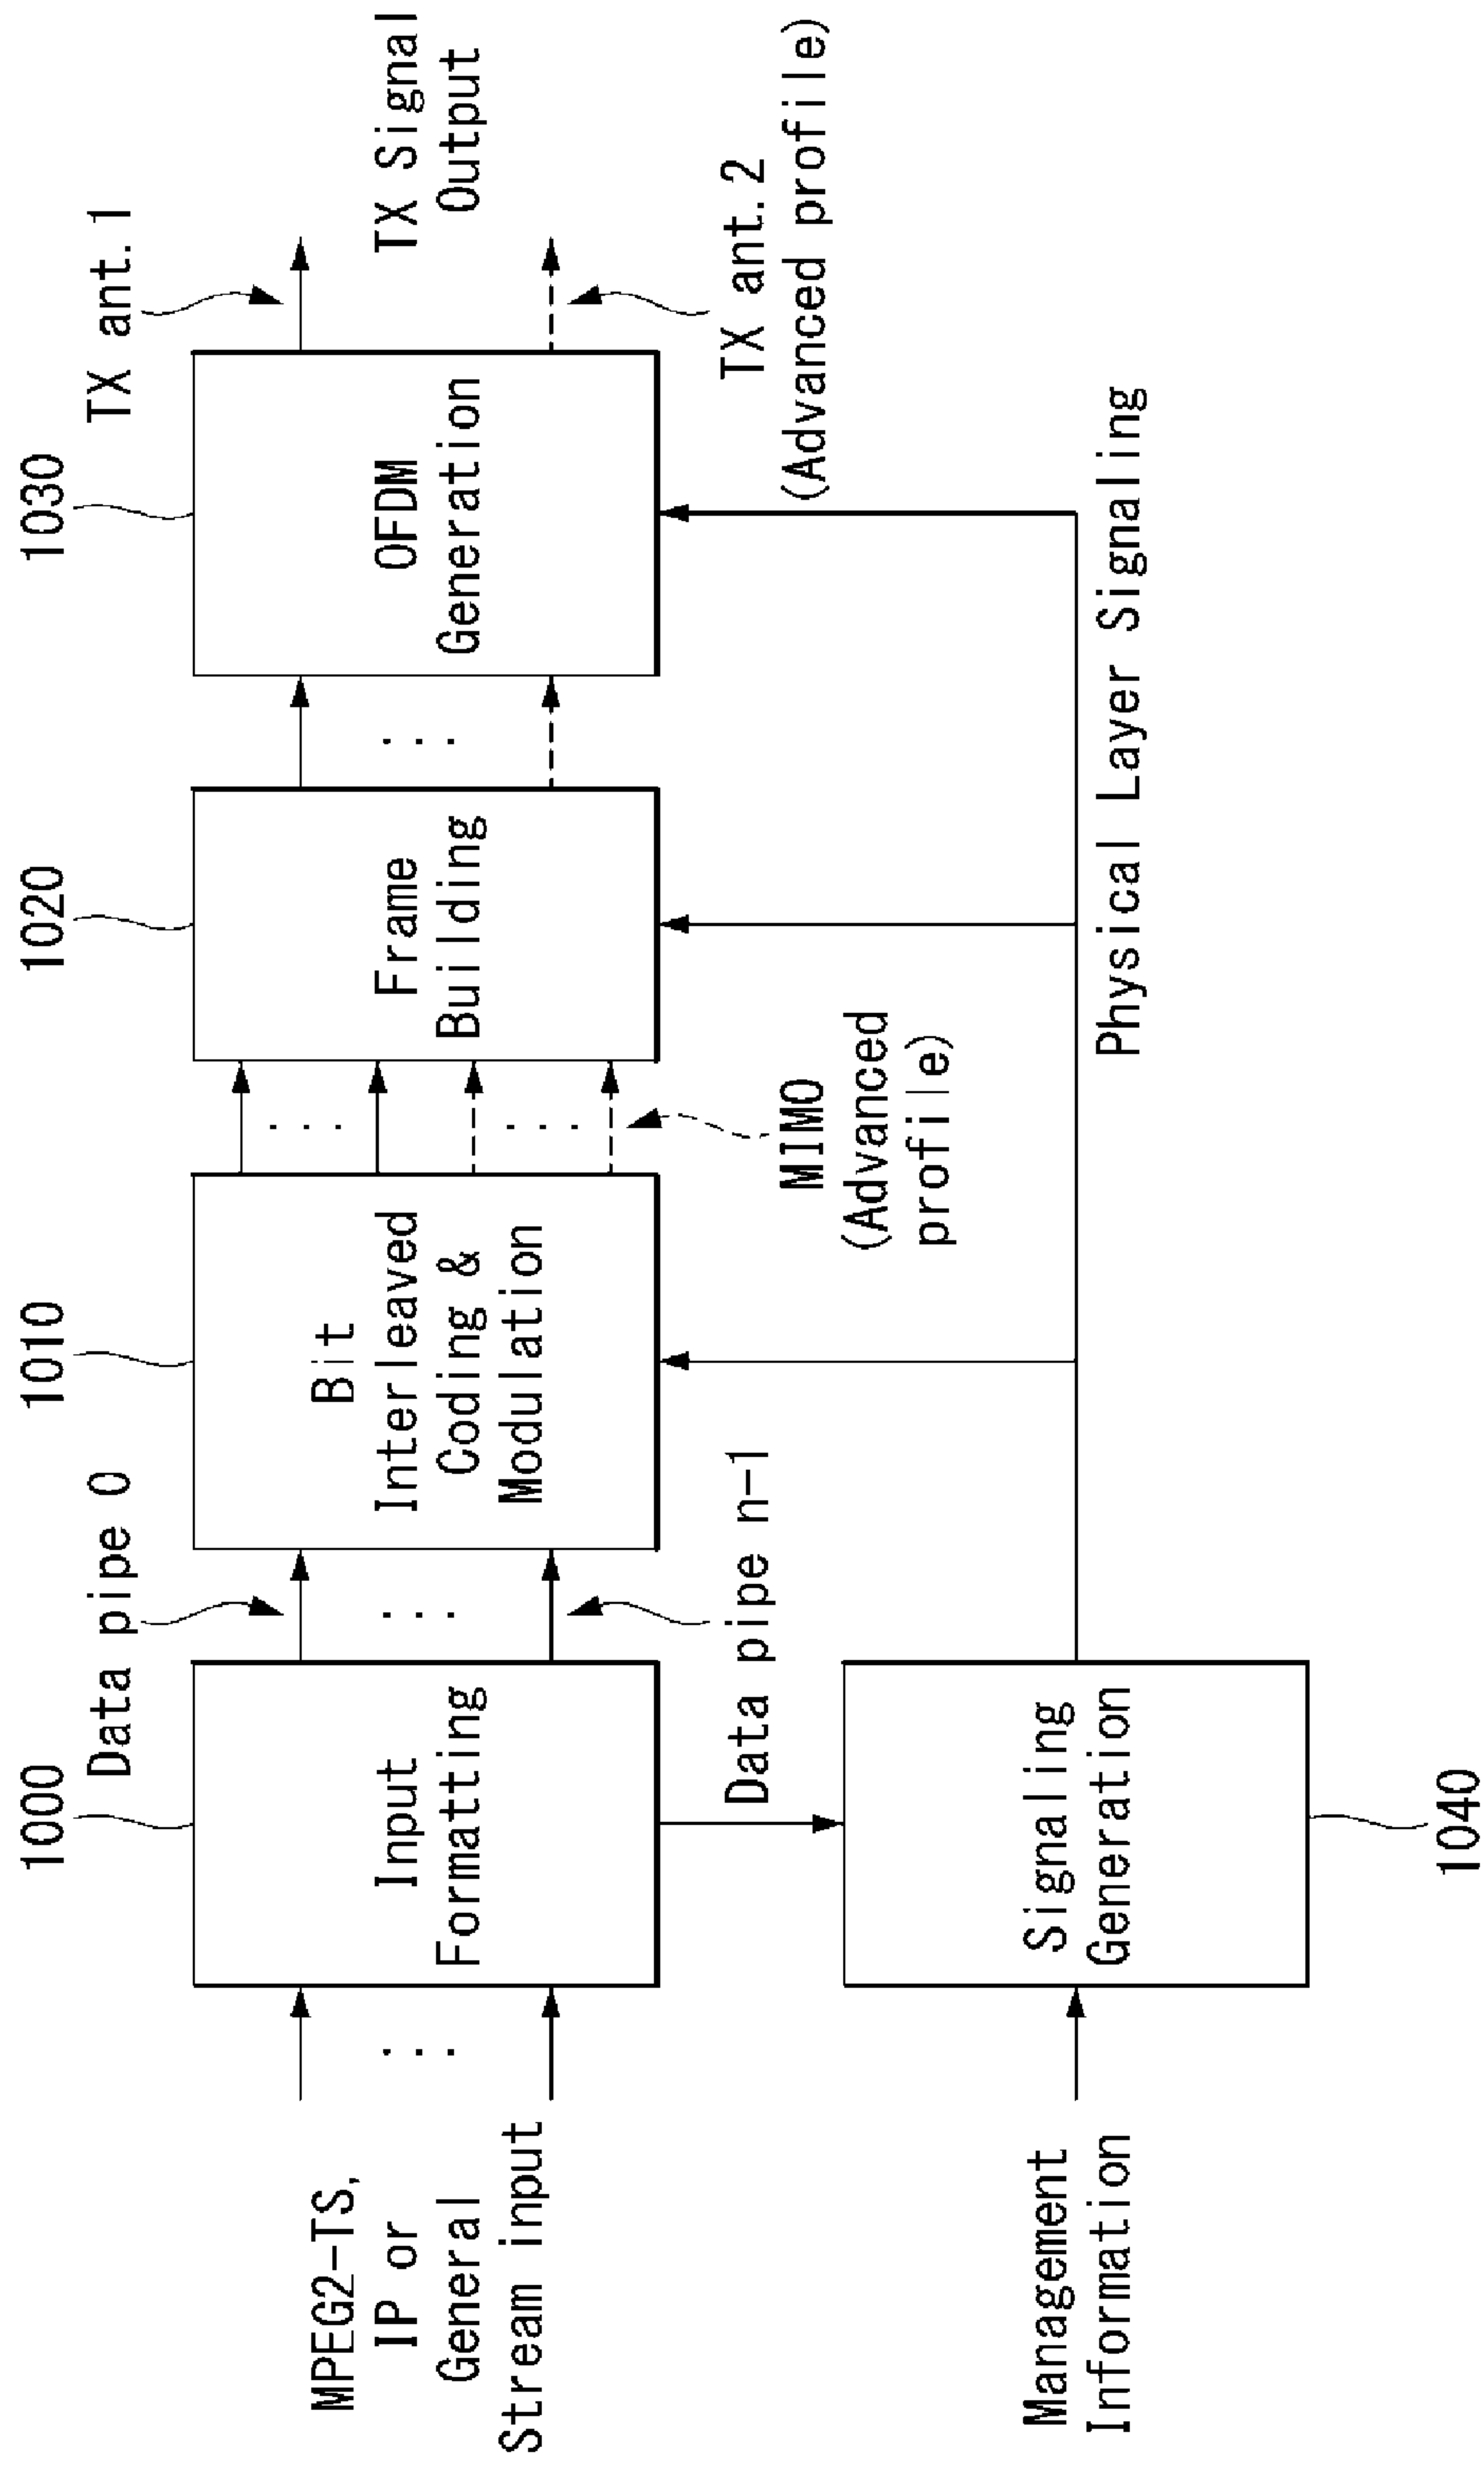 1000
1010
1020
1030
Data pipe 0
TX ant.1
MPEG2-TS,
IP or
General
Stream input
Input
Formatting
Bit
Interleaved
Coding &
Modulation
Frame
Building
OFDM
Generation
TX Signal
Output
Data pipe n-1
MIMO
(Advanced
profile)
TX ant.2
(Advanced profile)
Management
Information
Signaling
Generation
Physical Layer Signaling
1040